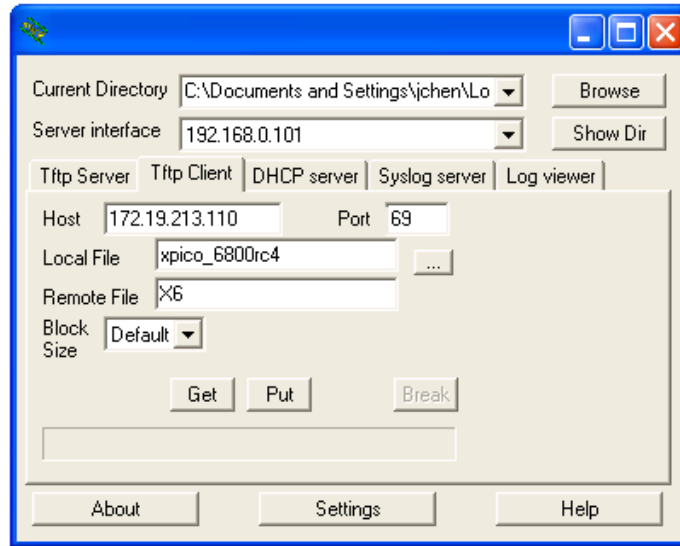 Current Directory C:\Documents and Settings\jchen\Lo Browse
Server interface 192.168.0.101 Show Dir
Tftp Server Tftp Client DHCP server Syslog server Log viewer
Host 172.19.213.110 Port 69
Local File xpico_6800rc4 ...
Remote File X6
Block
Size Default
Get Put Break
About Settings Help